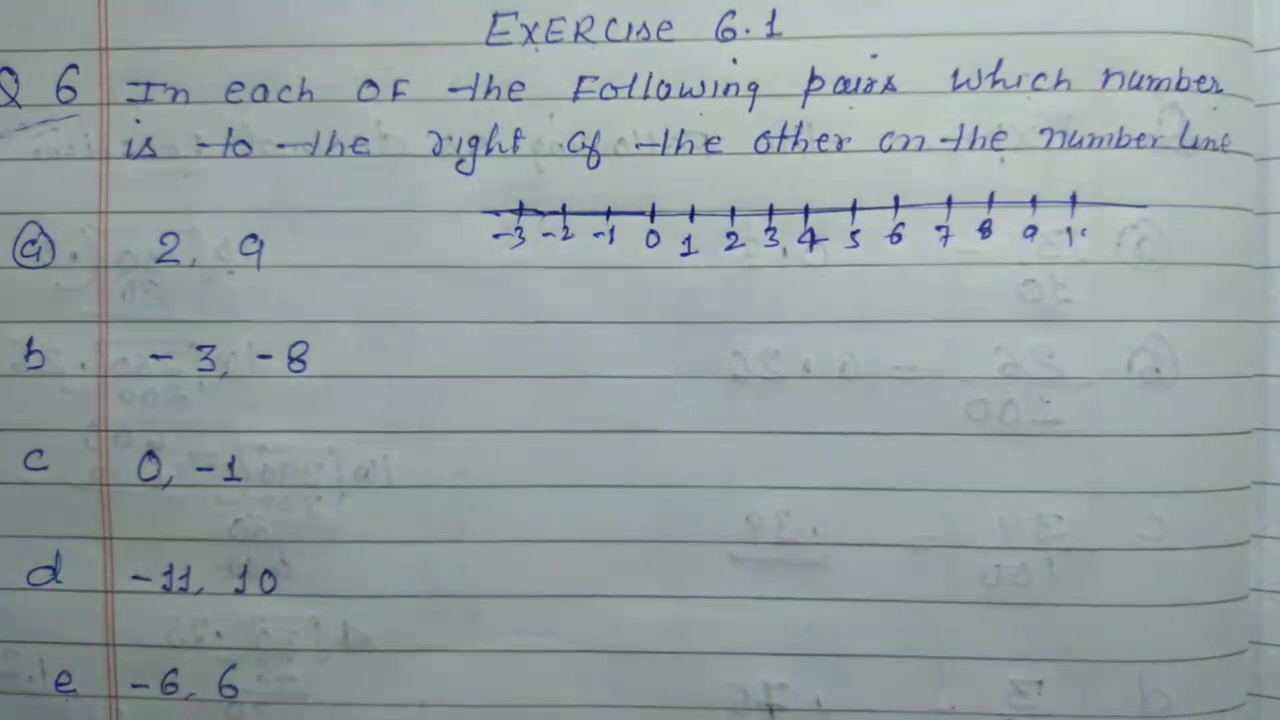 EXERCISE 6.1
Q 6 In each OF the Following pairs which number
is to the right of the other on the number line
-3 -2 -1 0 1 2 3 4 5 6 7 8 9
a. 2, 9
b - 3, -8
c 0, -1
d -11, 10
e -6, 6